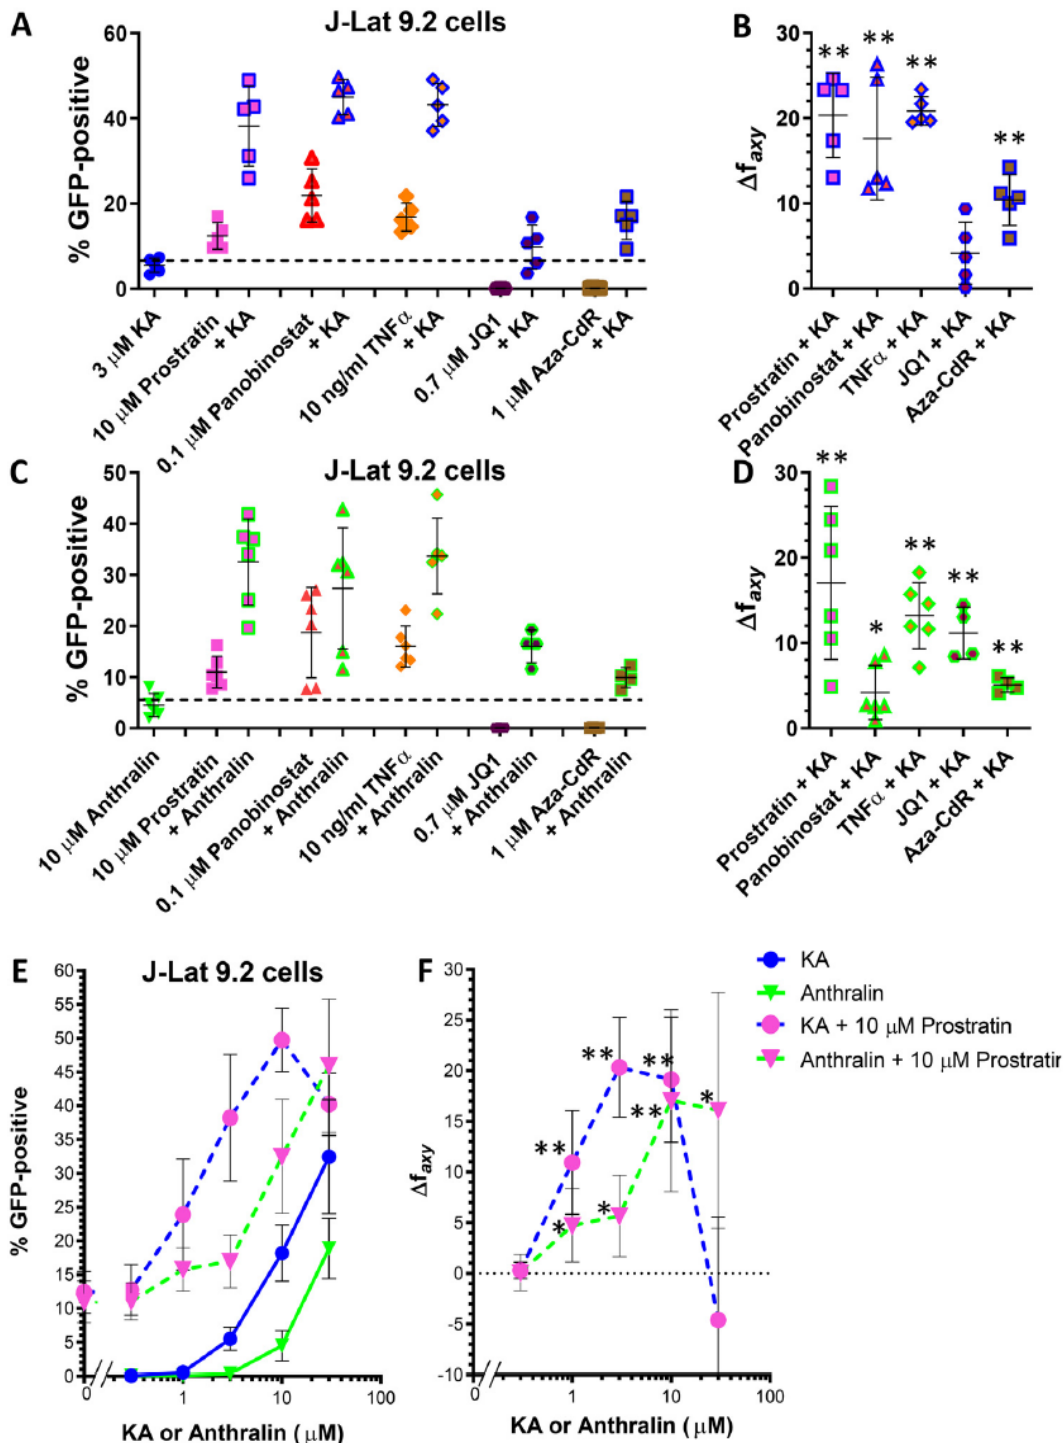 A
J-Lat 9.2 cells
% GFP-positive
60
40
20
0
3 μM KA
10 μM Prostratin
+ KA
0.1 μM Panobinostat
+ KA
10 ng/ml TNFα
+ KA
0.7 μM JQ1
+ KA
1 μM Aza-CdR
+ KA
B
Δf_axy
30
20
10
0
** ** ** **
Prostratin + KA
Panobinostat + KA
TNFα + KA
JQ1 + KA
Aza-CdR + KA
C
J-Lat 9.2 cells
% GFP-positive
50
40
30
20
10
0
10 μM Anthralin
10 μM Prostratin
+ Anthralin
0.1 μM Panobinostat
+ Anthralin
10 ng/ml TNFα
+ Anthralin
0.7 μM JQ1
+ Anthralin
1 μM Aza-CdR
+ Anthralin
D
Δf_axy
30
20
10
0
** * ** ** **
Prostratin + KA
Panobinostat + KA
TNFα + KA
JQ1 + KA
Aza-CdR + KA
E
J-Lat 9.2 cells
% GFP-positive
60
55
50
45
40
35
30
25
20
15
10
5
0
0 1 10 100
KA or Anthralin (μM)
F
Δf_axy
30
25
20
15
10
5
0
-5
-10
** ** ** * * ** *
0 1 10 100
KA or Anthralin (μM)
KA
Anthralin
KA + 10 μM Prostratin
Anthralin + 10 μM Prostratin